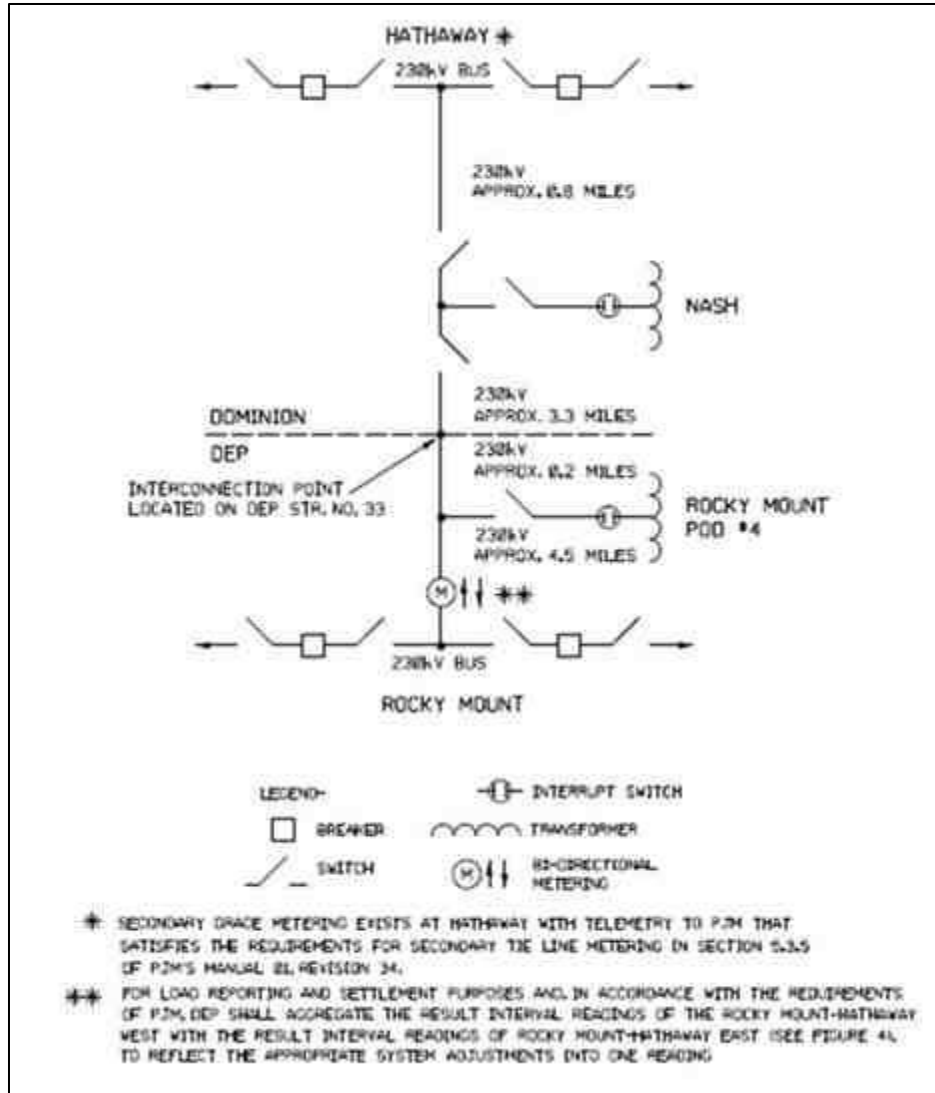 HATHAWAY *
230kV BUS
230kV
APPROX. 0.8 MILES
NASH
230kV
APPROX. 3.3 MILES
DOMINION
DEP
230kV
APPROX. 0.2 MILES
INTERCONNECTION POINT
LOCATED ON DEP STR. NO. 33
ROCKY MOUNT
POD #4
230kV
APPROX. 4.5 MILES
M **
230kV BUS
ROCKY MOUNT
LEGEND-
INTERRUPT SWITCH
BREAKER
TRANSFORMER
SWITCH
M
BI-DIRECTIONAL
METERING
* SECONDARY GRADE METERING EXISTS AT HATHAWAY WITH TELEMETRY TO PJM THAT
SATISFIES THE REQUIREMENTS FOR SECONDARY TIE LINE METERING IN SECTION 5.3.5
OF PJM'S MANUAL 01, REVISION 34.
** FOR LOAD REPORTING AND SETTLEMENT PURPOSES AND, IN ACCORDANCE WITH THE REQUIREMENTS
OF PJM, DEP SHALL AGGREGATE THE RESULT INTERVAL READINGS OF THE ROCKY MOUNT-HATHAWAY
WEST WITH THE RESULT INTERVAL READINGS OF ROCKY MOUNT-HATHAWAY EAST (SEE FIGURE 4),
TO REFLECT THE APPROPRIATE SYSTEM ADJUSTMENTS INTO ONE READING